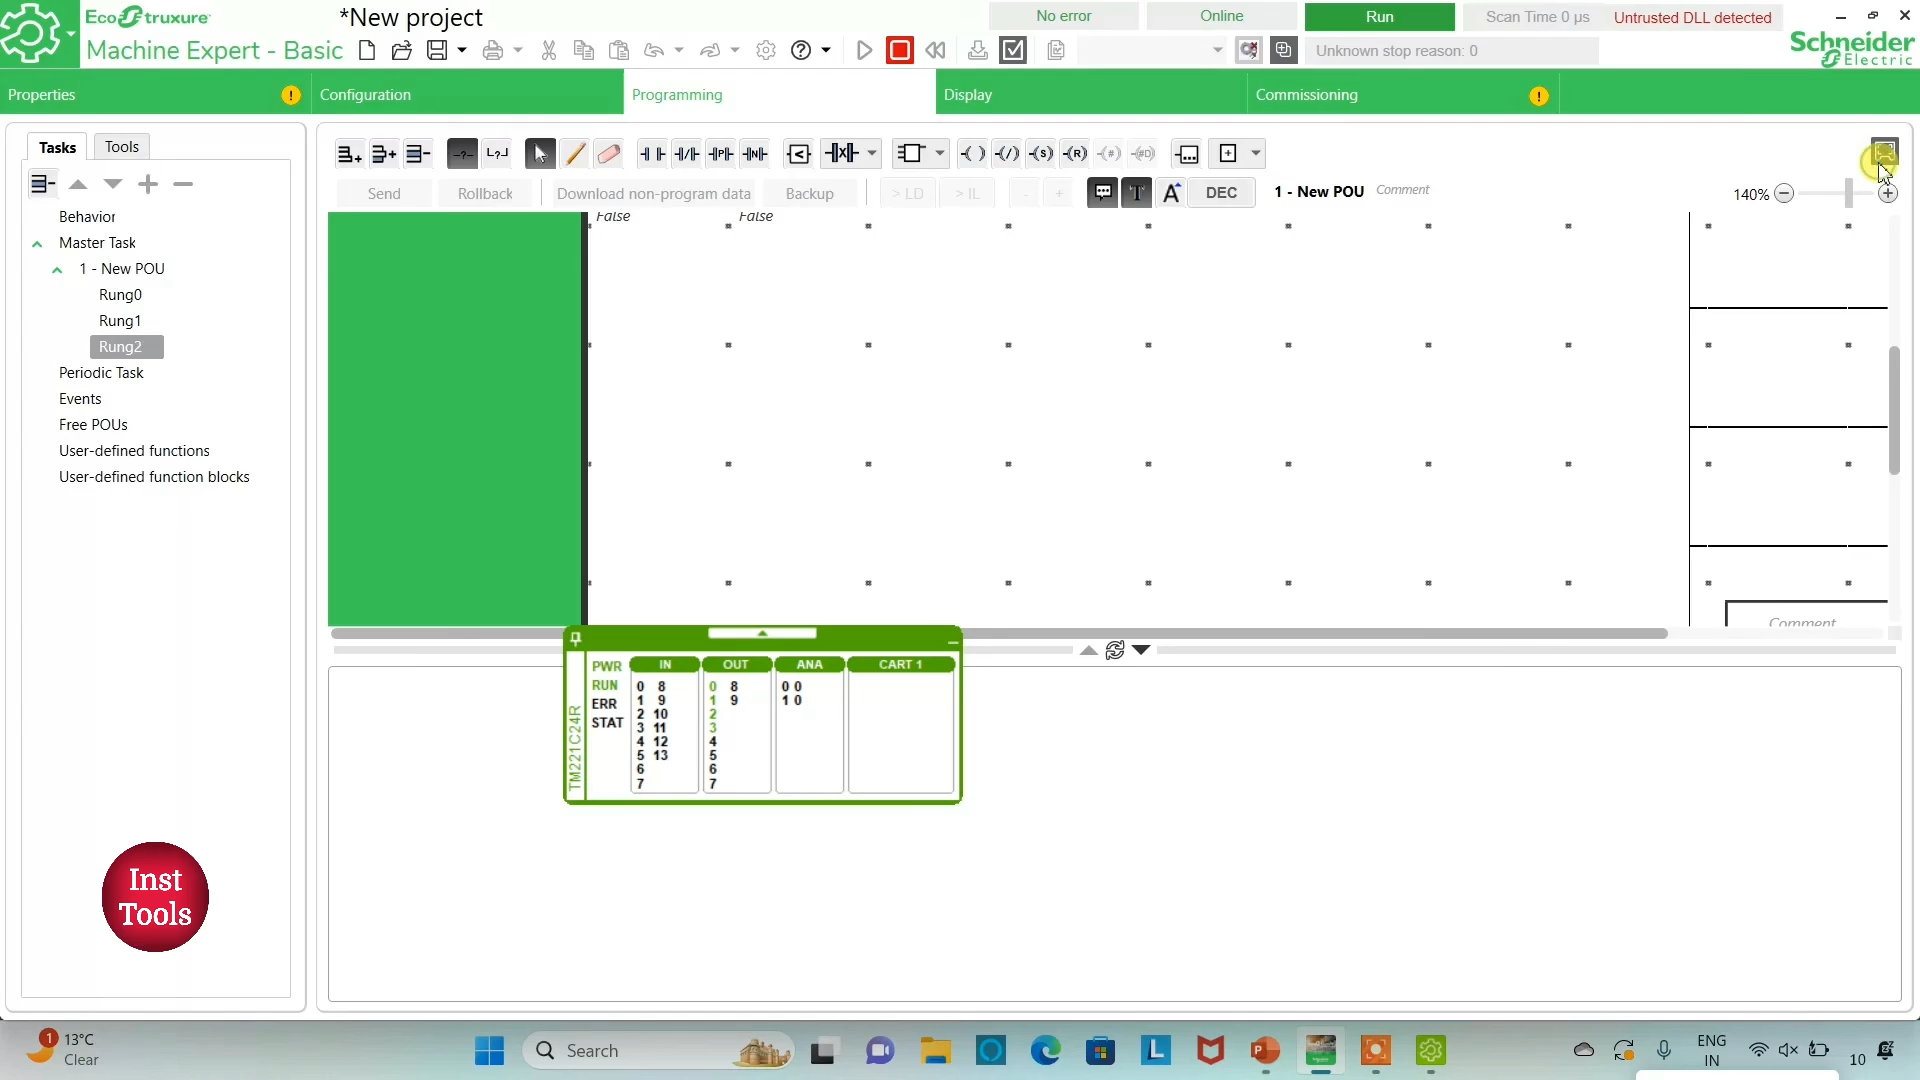 EcoStruxure
Machine Expert - Basic
*New project
No error
Online
Run
Scan Time 0 µs
Untrusted DLL detected
Unknown stop reason: 0
Schneider
Electric
Properties
Configuration
Programming
Display
Commissioning
Tasks
Tools
Behavior
Master Task
1 - New POU
Rung0
Rung1
Rung2
Periodic Task
Events
Free POUs
User-defined functions
User-defined function blocks
Send
Rollback
Download non-program data
Backup
> LD
> IL
DEC
1 - New POU
Comment
140%
False
False
Comment
TM221C24R
PWR
RUN
ERR
STAT
IN
0 8
1 9
2 10
3 11
4 12
5 13
6
7
OUT
0 8
1 9
2
3
4
5
6
7
ANA
0 0
1 0
CART 1
Inst
Tools
1
13°C
Clear
Search
ENG
IN
10